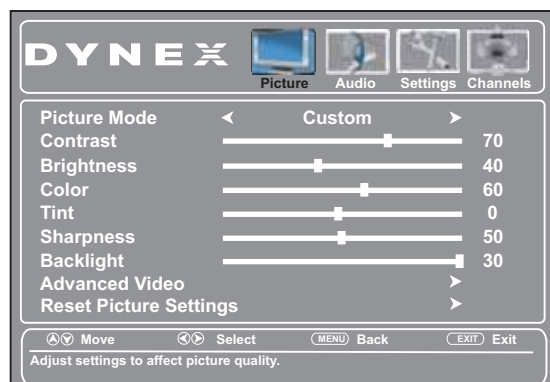 DYNEX
Picture Audio Settings Channels
Picture Mode Custom
Contrast 70
Brightness 40
Color 60
Tint 0
Sharpness 50
Backlight 30
Advanced Video
Reset Picture Settings
Move Select MENU Back EXIT Exit
Adjust settings to affect picture quality.